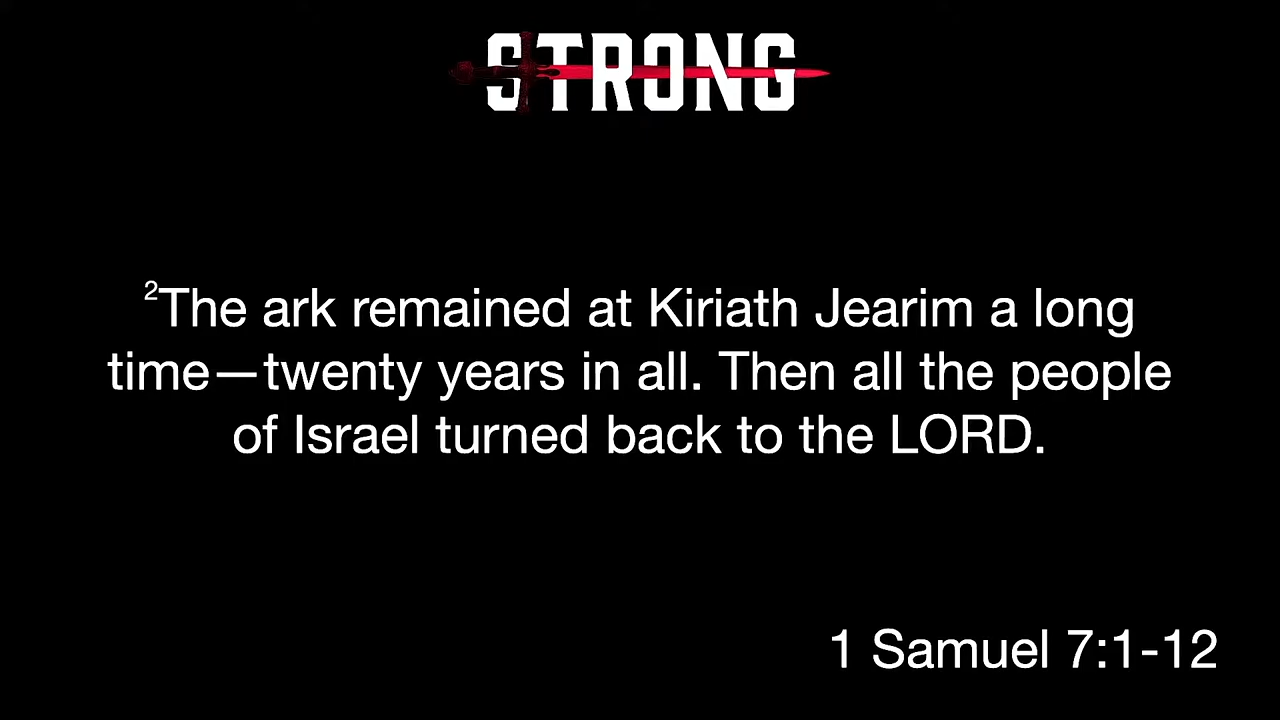 STRONG
²The ark remained at Kiriath Jearim a long
time—twenty years in all. Then all the people
of Israel turned back to the LORD.
1 Samuel 7:1-12